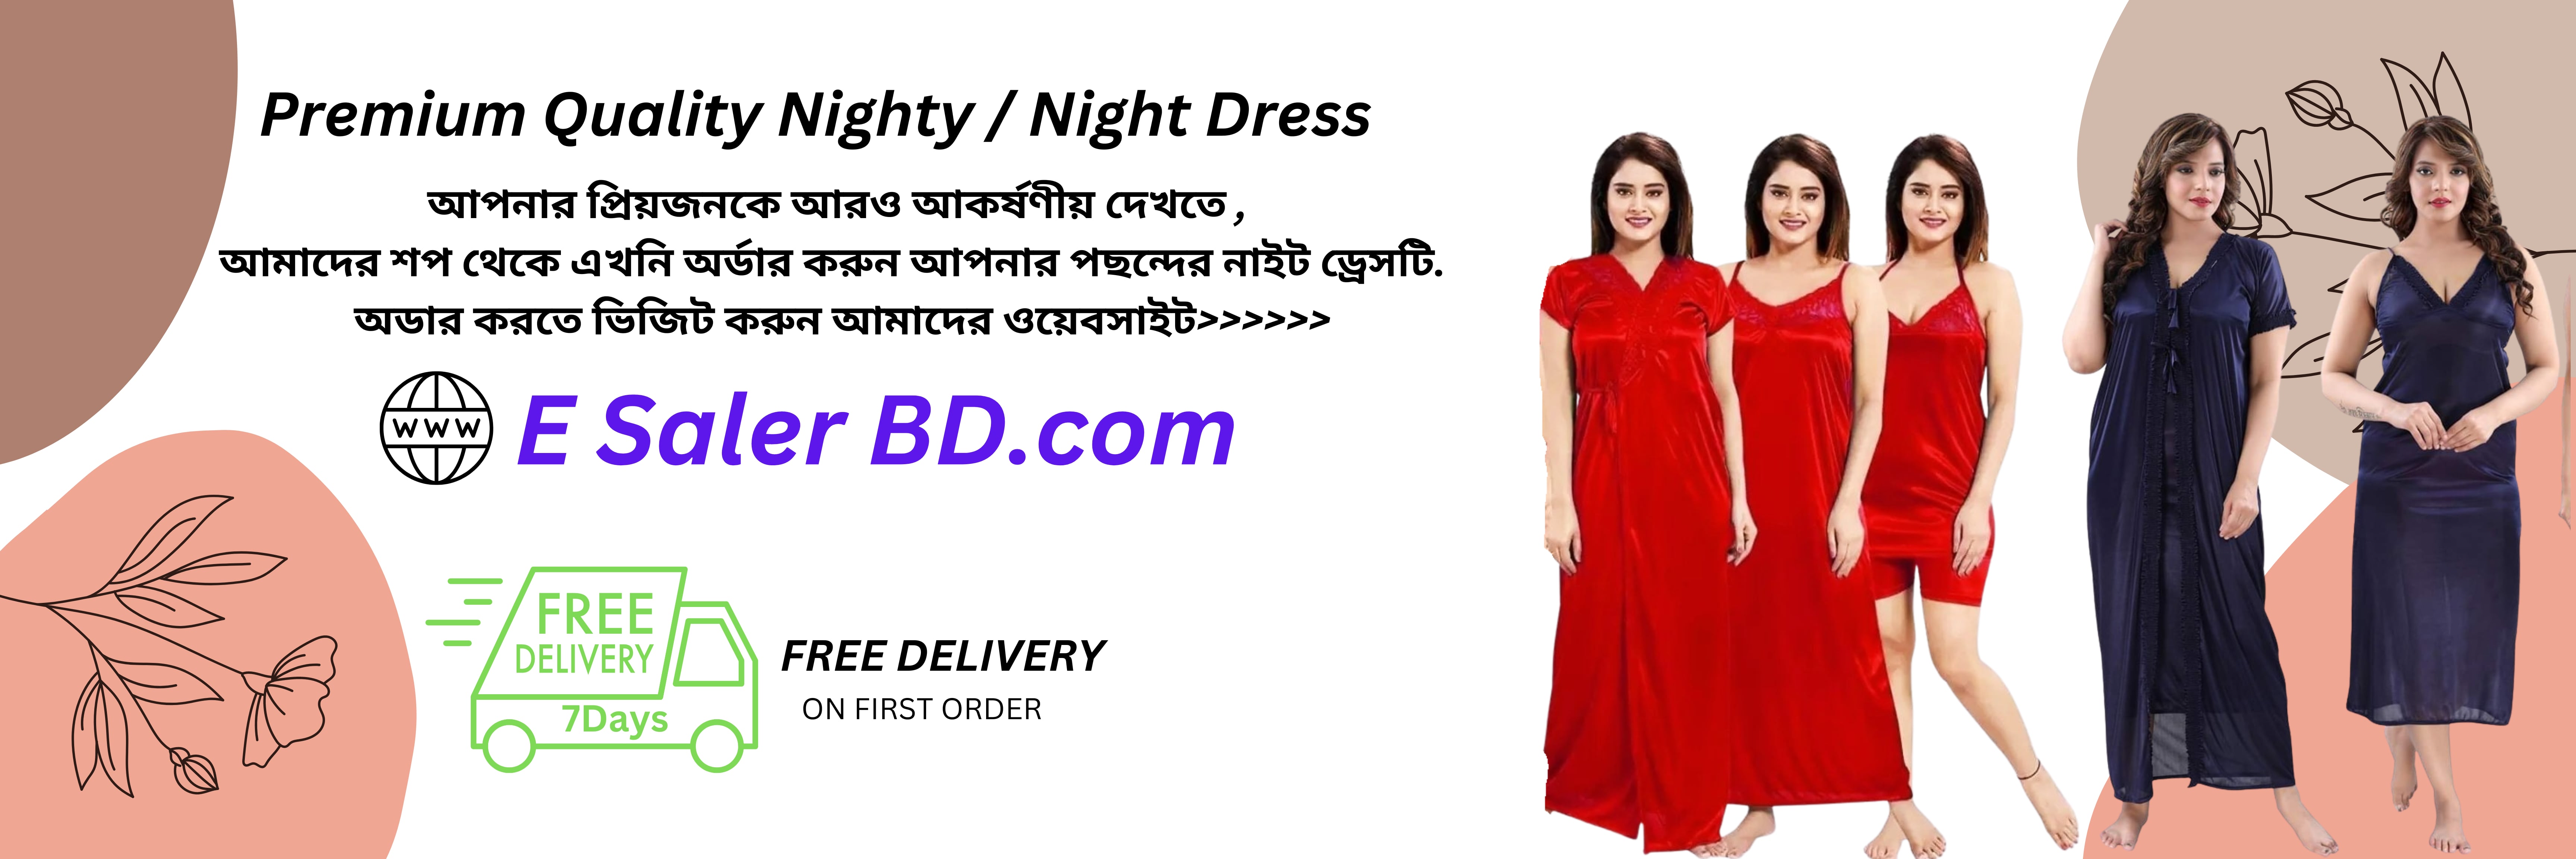 Premium Quality Nighty / Night Dress
আপনার প্রিয়জনকে আরও আকর্ষণীয় দেখতে ,
আমাদের শপ থেকে এখনি অর্ডার করুন আপনার পছন্দের নাইট ড্রেসটি.
অডার করতে ভিজিট করুন আমাদের ওয়েবসাইট>>>>>>
WWW E Saler BD.com
FREE
DELIVERY
7Days
FREE DELIVERY
ON FIRST ORDER